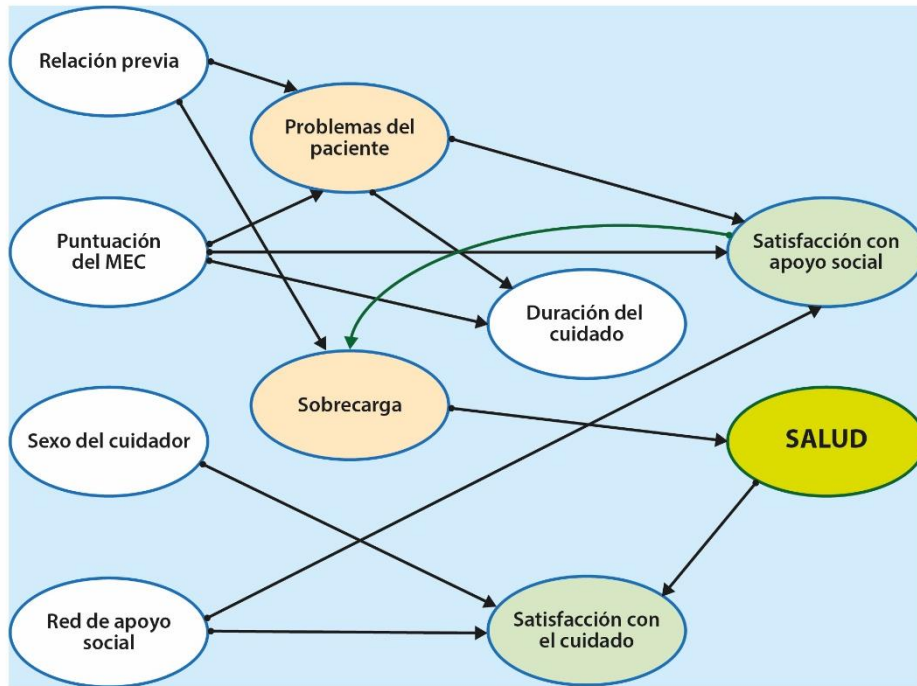 Relación previa
Problemas del
paciente
Puntuación
del MEC
Satisfacción con
apoyo social
Duración del
cuidado
Sobrecarga
Sexo del cuidador
SALUD
Red de apoyo
social
Satisfacción con
el cuidado